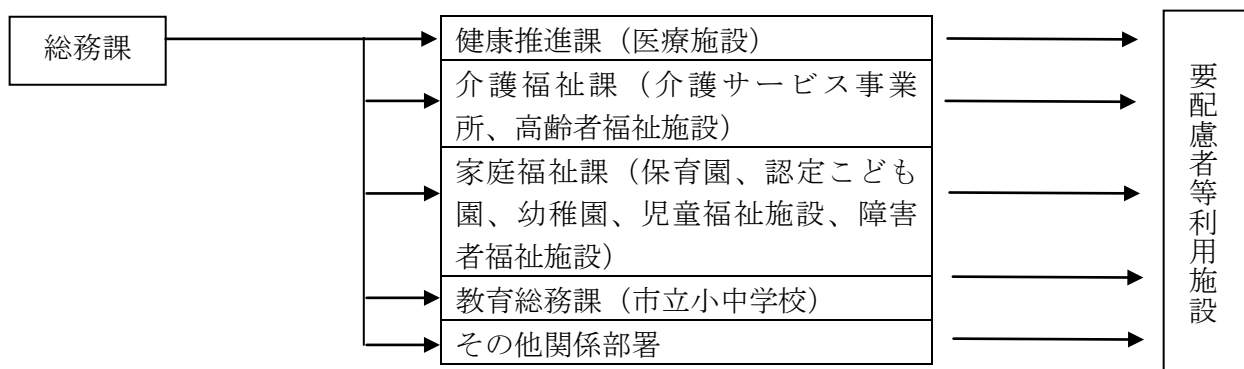 総務課
健康推進課（医療施設）
介護福祉課（介護サービス事業
所、高齢者福祉施設）
家庭福祉課（保育園、認定こども
園、幼稚園、児童福祉施設、障害
者福祉施設）
教育総務課（市立小中学校）
その他関係部署
要配慮者等利用施設